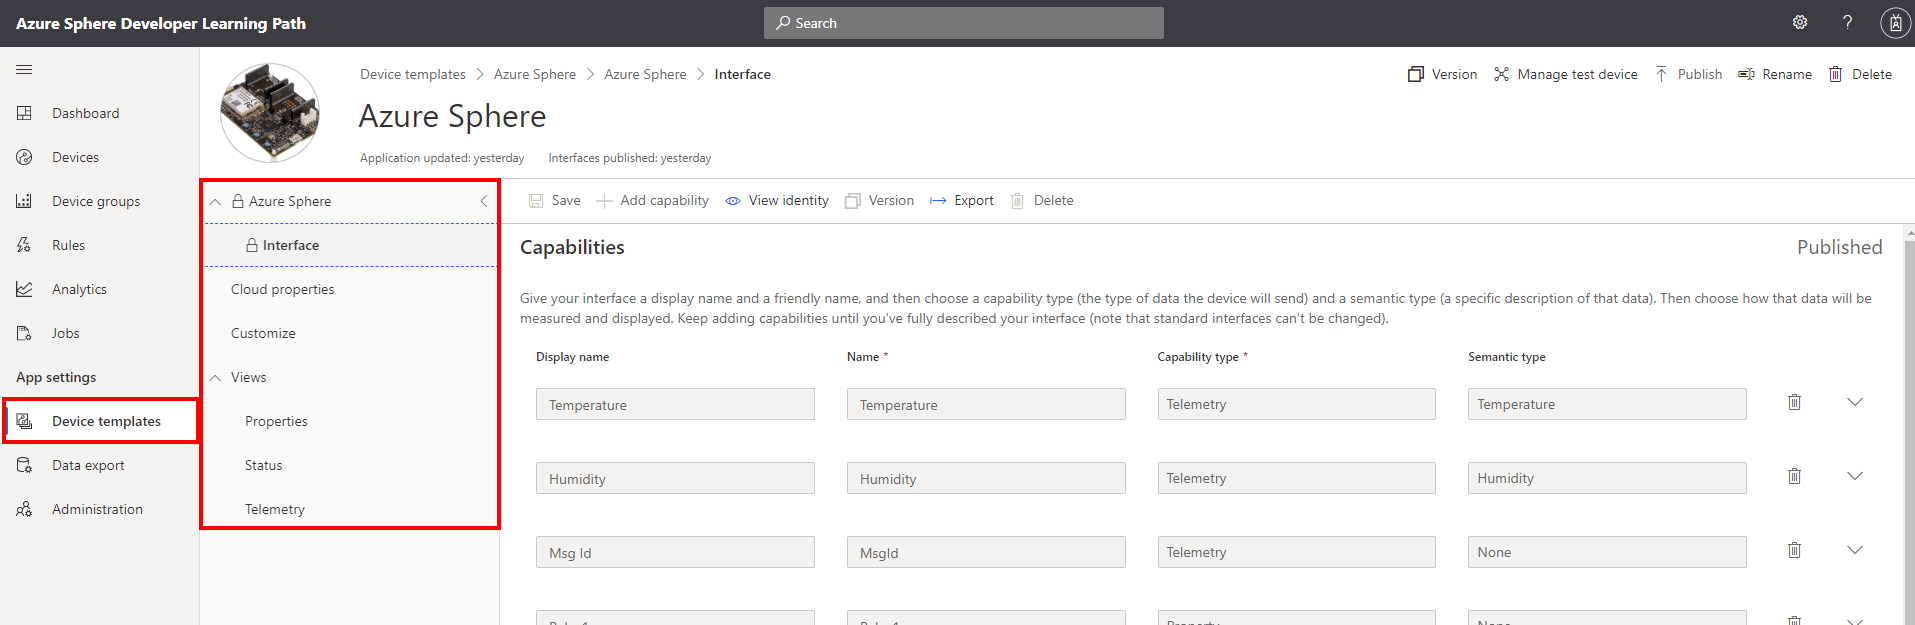 Azure Sphere Developer Learning Path
Search
?
Dashboard
Devices
Device groups
Rules
Analytics
Jobs
App settings
Device templates
Data export
Administration
Device templates > Azure Sphere > Azure Sphere > Interface
Azure Sphere
Application updated: yesterday Interfaces published: yesterday
Version Manage test device Publish Rename Delete
Azure Sphere
Interface
Cloud properties
Customize
Views
Properties
Status
Telemetry
Save Add capability View identity Version Export Delete
Capabilities
Published
Give your interface a display name and a friendly name, and then choose a capability type (the type of data the device will send) and a semantic type (a specific description of that data). Then choose how that data will be
measured and displayed. Keep adding capabilities until you've fully described your interface (note that standard interfaces can't be changed).
Display name Name * Capability type * Semantic type
Temperature Temperature Telemetry Temperature
Humidity Humidity Telemetry Humidity
Msg Id MsgId Telemetry None
Property None